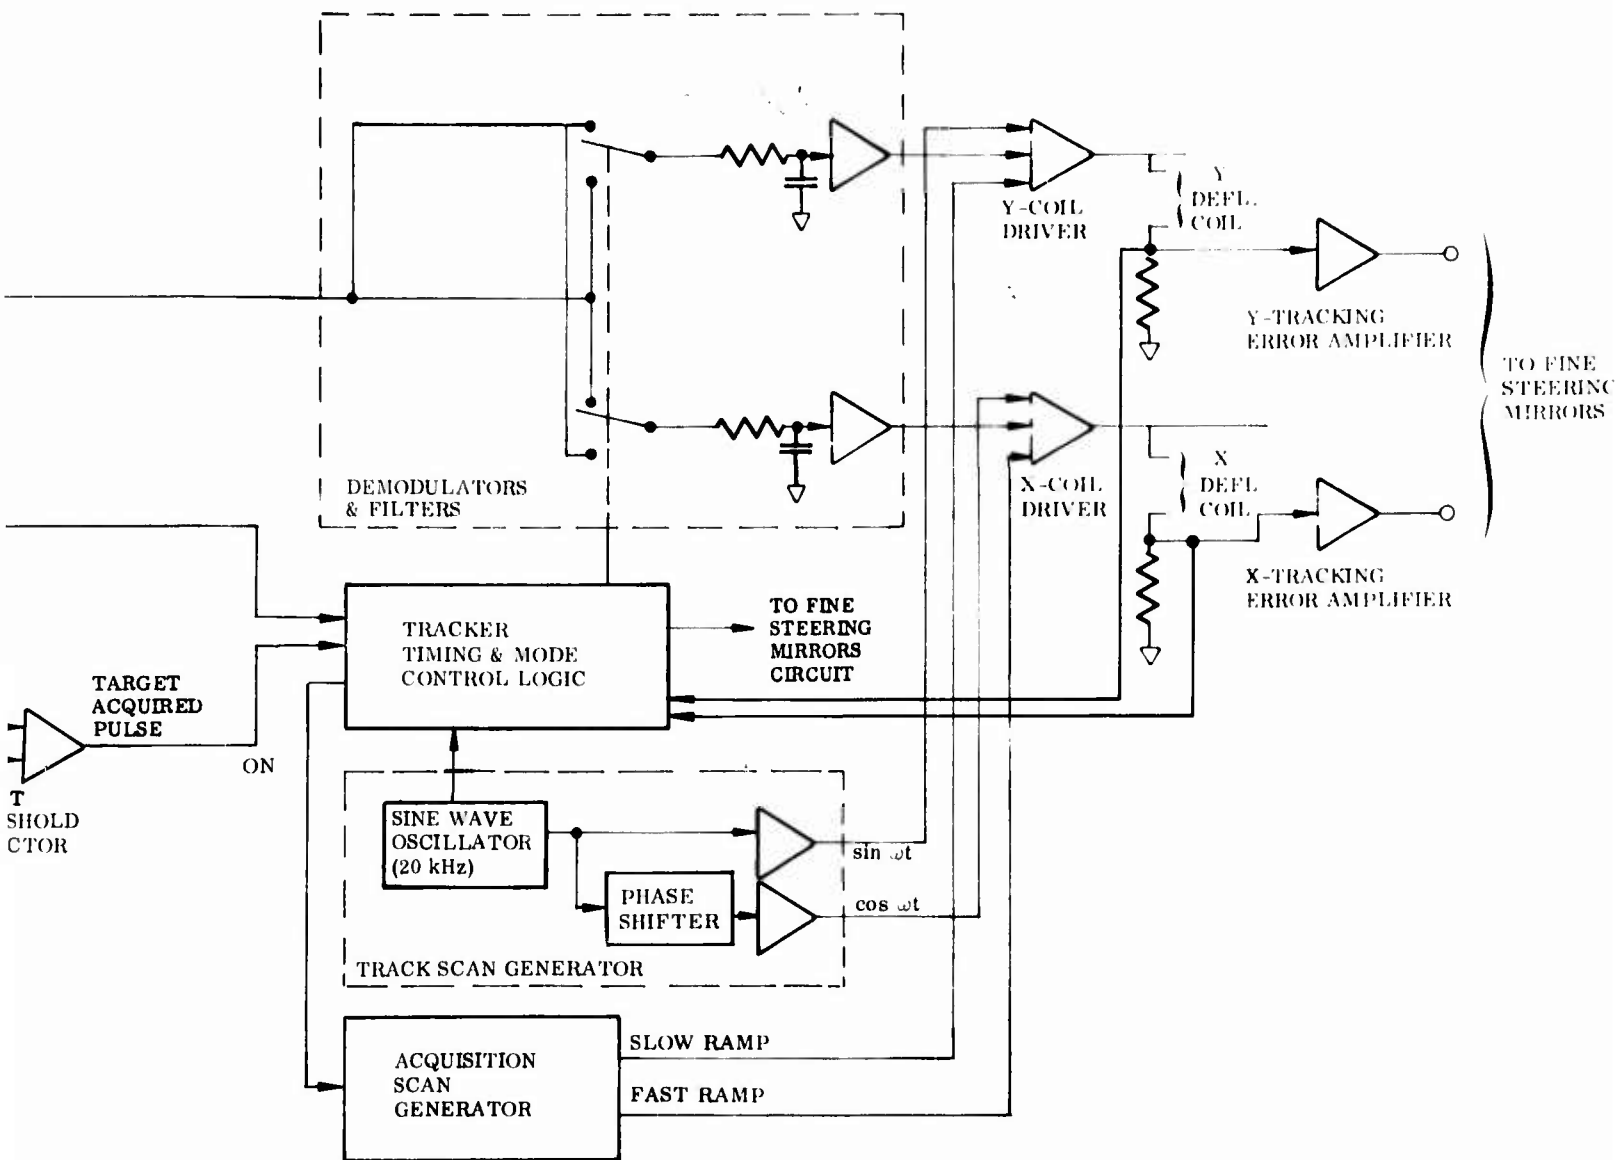 DEMODULATORS
& FILTERS
Y-COIL
DRIVER
Y
DEFL.
COIL
Y-TRACKING
ERROR AMPLIFIER
TO FINE
STEERING
MIRRORS
X-COIL
DRIVER
X
DEFL
COIL
X-TRACKING
ERROR AMPLIFIER
TRACKER
TIMING & MODE
CONTROL LOGIC
TO FINE
STEERING
MIRRORS
CIRCUIT
TARGET
ACQUIRED
PULSE
ON
T
SHOLD
CTOR
SINE WAVE
OSCILLATOR
(20 kHz)
PHASE
SHIFTER
sin ωt
cos ωt
TRACK SCAN GENERATOR
ACQUISITION
SCAN
GENERATOR
SLOW RAMP
FAST RAMP